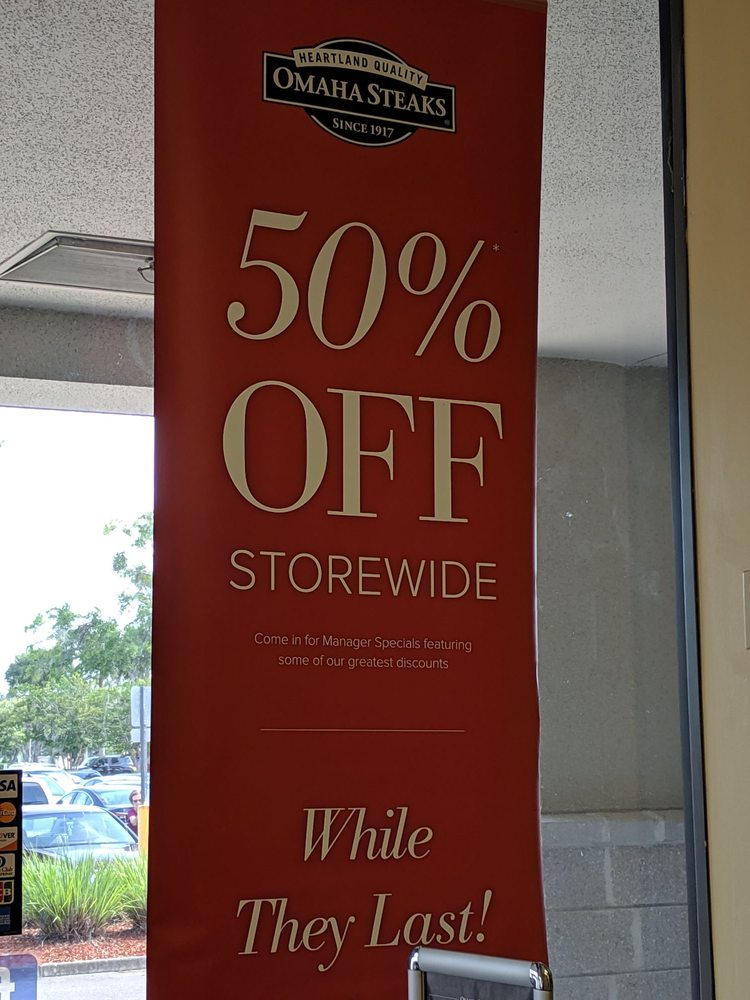 HEARTLAND QUALITY
OMAHA STEAKS®
SINCE 1917
50%*
OFF
STOREWIDE
Come in for Manager Specials featuring
some of our greatest discounts
While
They Last!